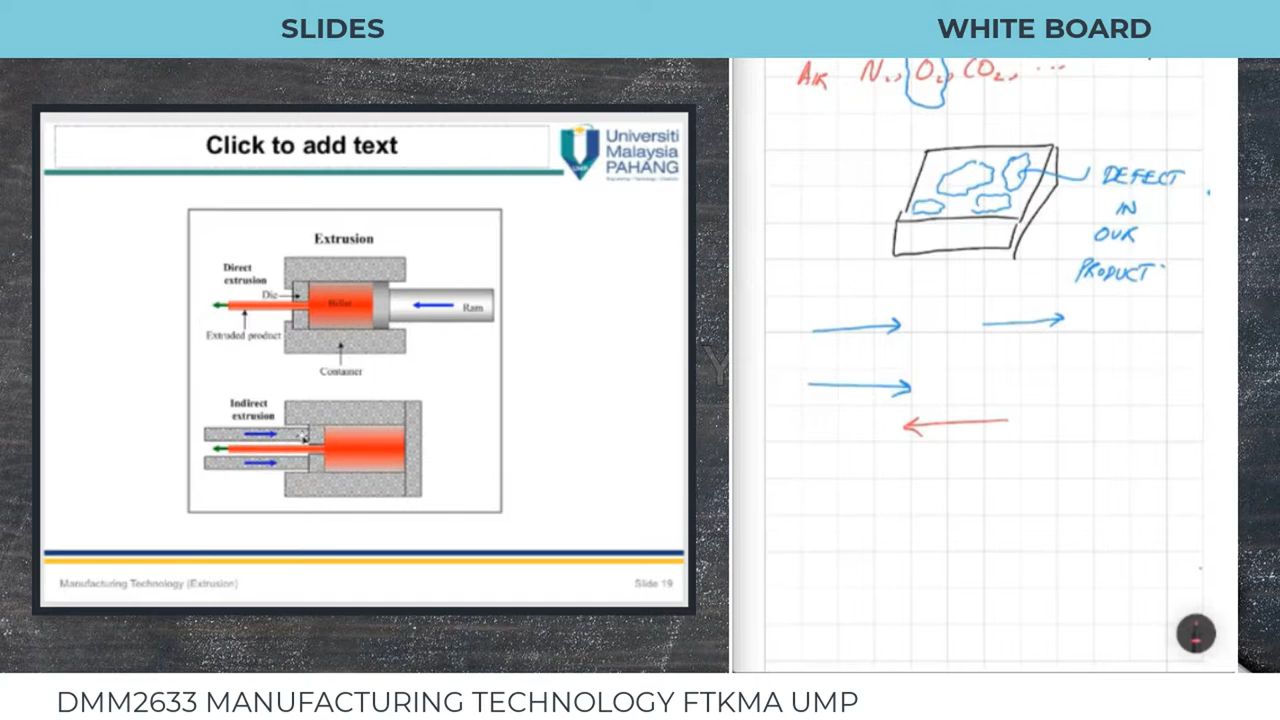 SLIDES
WHITE BOARD
Click to add text
Universiti
Malaysia
PAHANG
Extrusion
Direct
extrusion
Die
Billet
Ram
Extruded product
Container
Indirect
extrusion
Manufacturing Technology (Extrusion)
Slide 19
AIR N₂, O₂, CO₂, ...
DEFECT
IN
OUR
PRODUCT
DMM2633 MANUFACTURING TECHNOLOGY FTKMA UMP